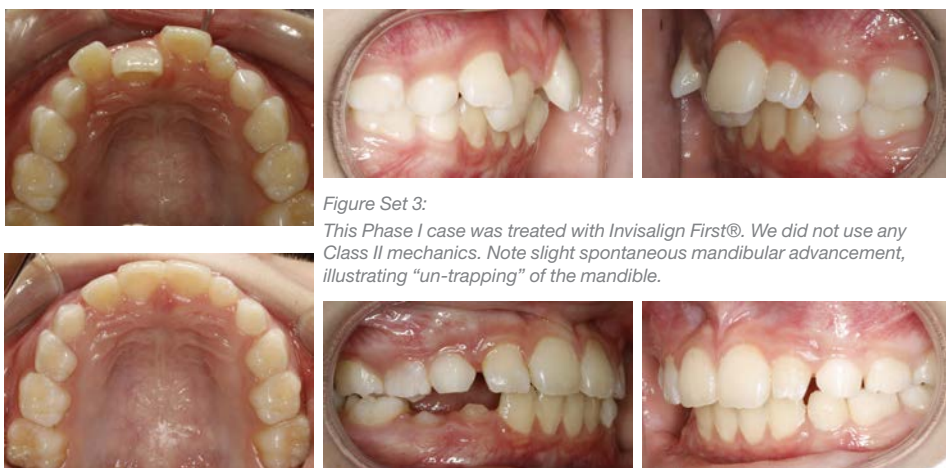 Figure Set 3:
This Phase I case was treated with Invisalign First®. We did not use any
Class II mechanics. Note slight spontaneous mandibular advancement,
illustrating “un-trapping” of the mandible.